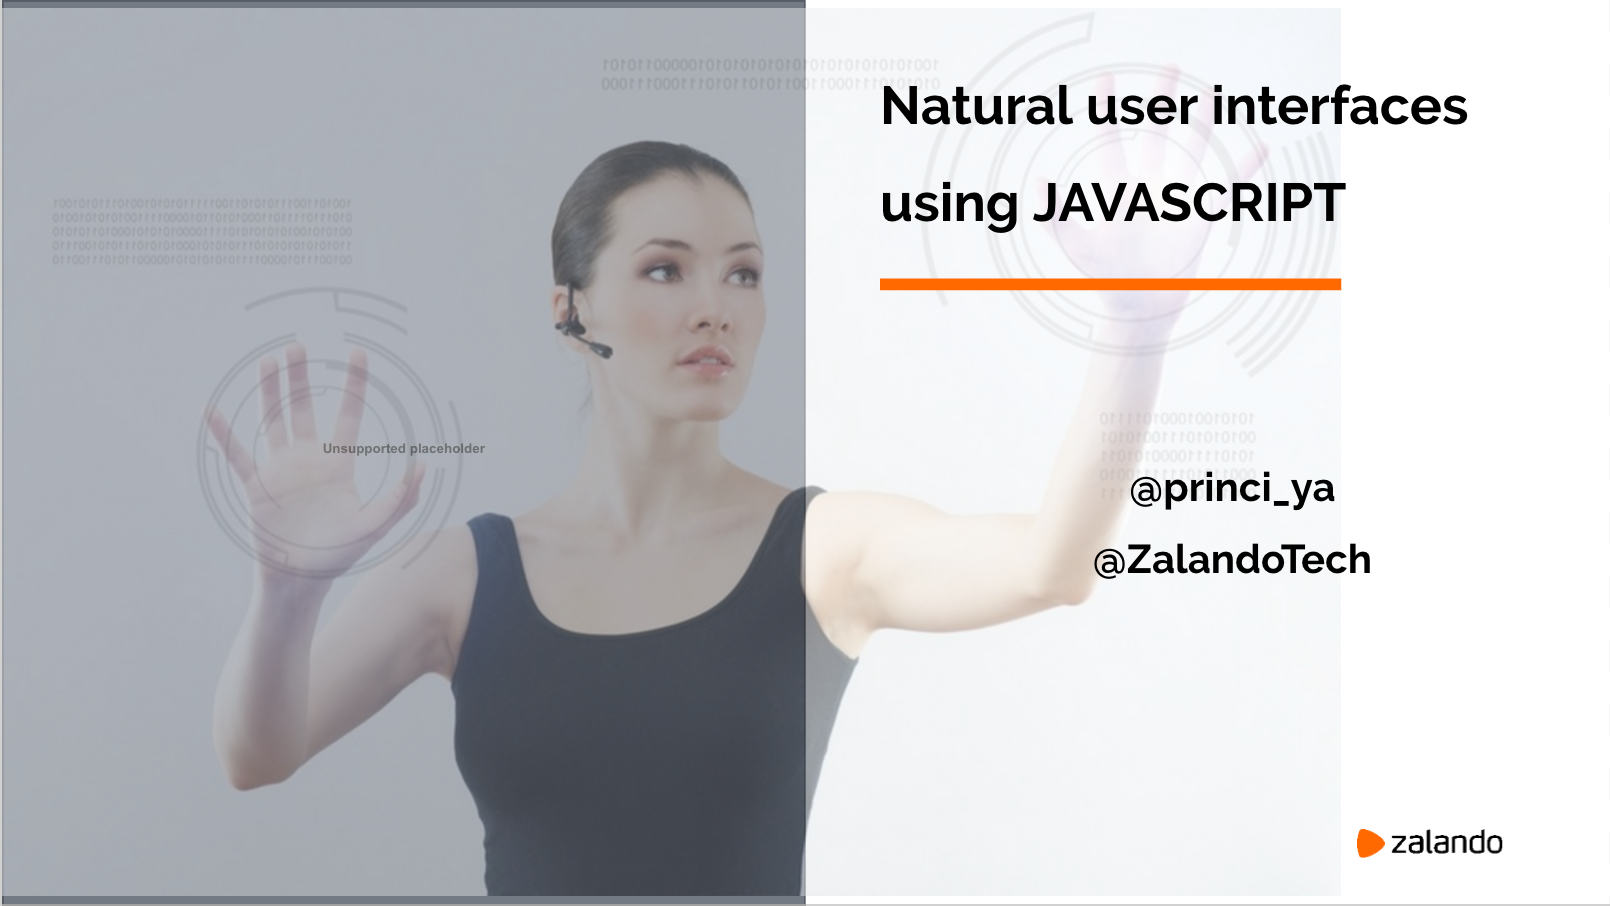 Natural user interfaces
using JAVASCRIPT
Unsupported placeholder
@princi_ya
@ZalandoTech
zalando